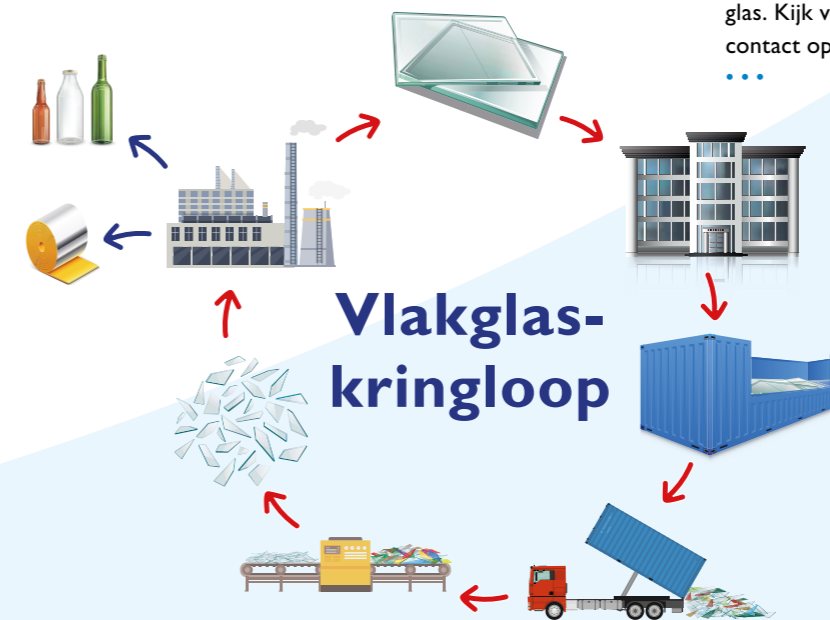 glas. Kijk
contact op
• • •
Vlakglas-
kringloop